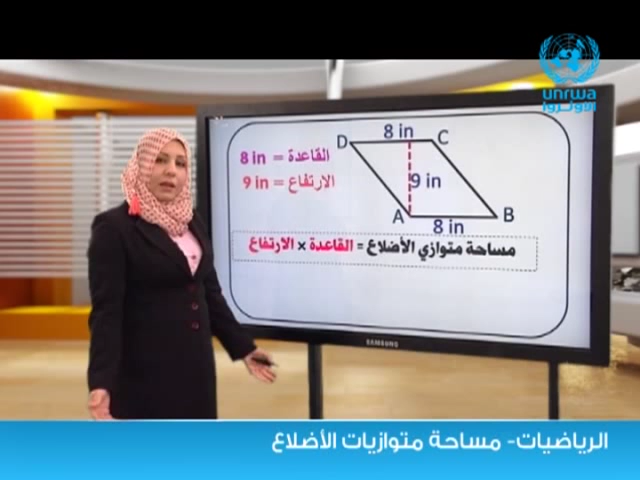 unrwa
الأونروا
8 in
D
C
القاعدة = 8 in
9 in
الارتفاع = 9 in
A
B
8 in
مساحة متوازي الأضلاع = القاعدة × الارتفاع
SAMSUNG
الرياضيات- مساحة متوازيات الأضلاع